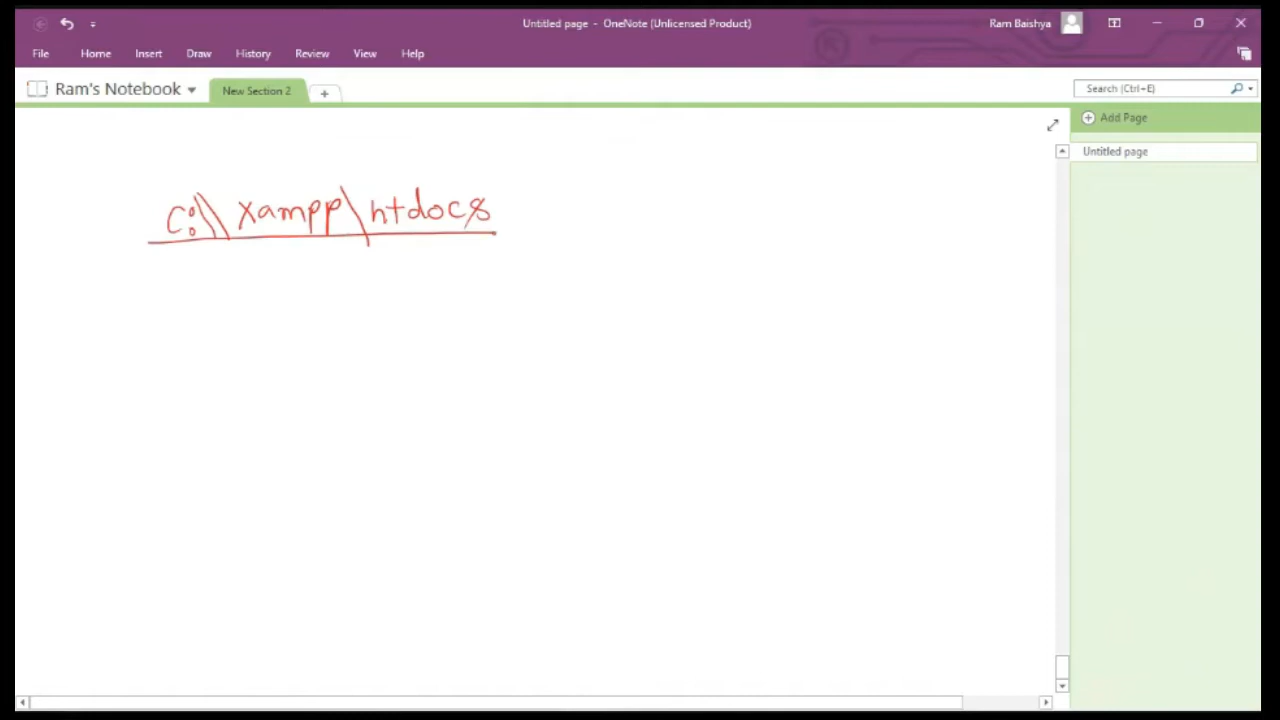 Untitled page - OneNote (Unlicensed Product)
Ram Baishya
File Home Insert Draw History Review View Help
Ram's Notebook
New Section 2
Search (Ctrl+E)
Add Page
Untitled page
C:\\xampp\htdocs